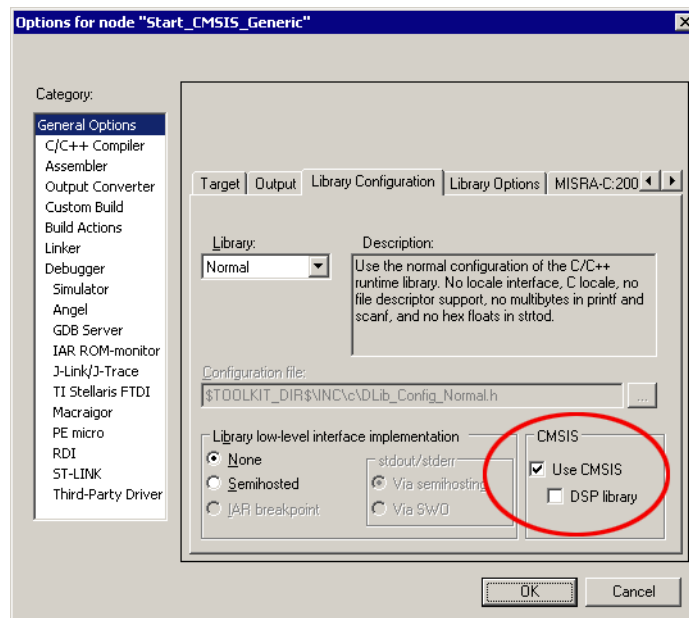 Options for node "Start_CMSIS_Generic"
Category:
General Options
C/C++ Compiler
Assembler
Output Converter
Custom Build
Build Actions
Linker
Debugger
Simulator
Angel
GDB Server
IAR ROM-monitor
J-Link/J-Trace
TI Stellaris FTDI
Macraigor
PE micro
RDI
ST-LINK
Third-Party Driver
Target Output Library Configuration Library Options MISRA-C:200
Library:
Normal
Description:
Use the normal configuration of the C/C++
runtime library. No locale interface, C locale, no
file descriptor support, no multibytes in printf and
scanf, and no hex floats in strtod.
Configuration file:
$TOOLKIT_DIR$\INC\c\DLib_Config_Normal.h
...
Library low-level interface implementation
None
Semihosted
IAR breakpoint
stdout/stderr
Via semihosting
Via SWO
CMSIS
Use CMSIS
DSP library
OK Cancel